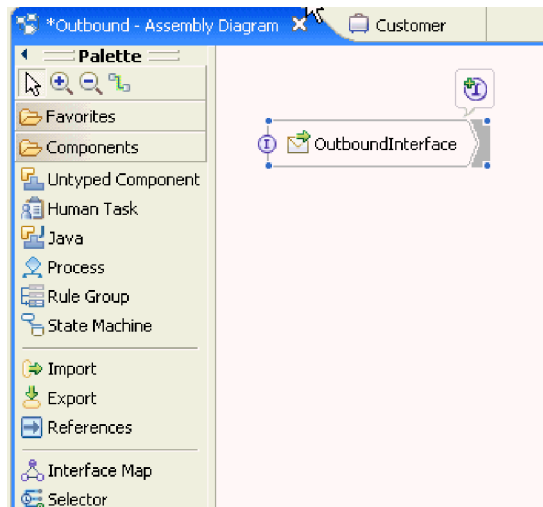 *Outbound - Assembly Diagram
Customer
Palette
Favorites
Components
Untyped Component
Human Task
Java
Process
Rule Group
State Machine
Import
Export
References
Interface Map
Selector
I
OutboundInterface
I